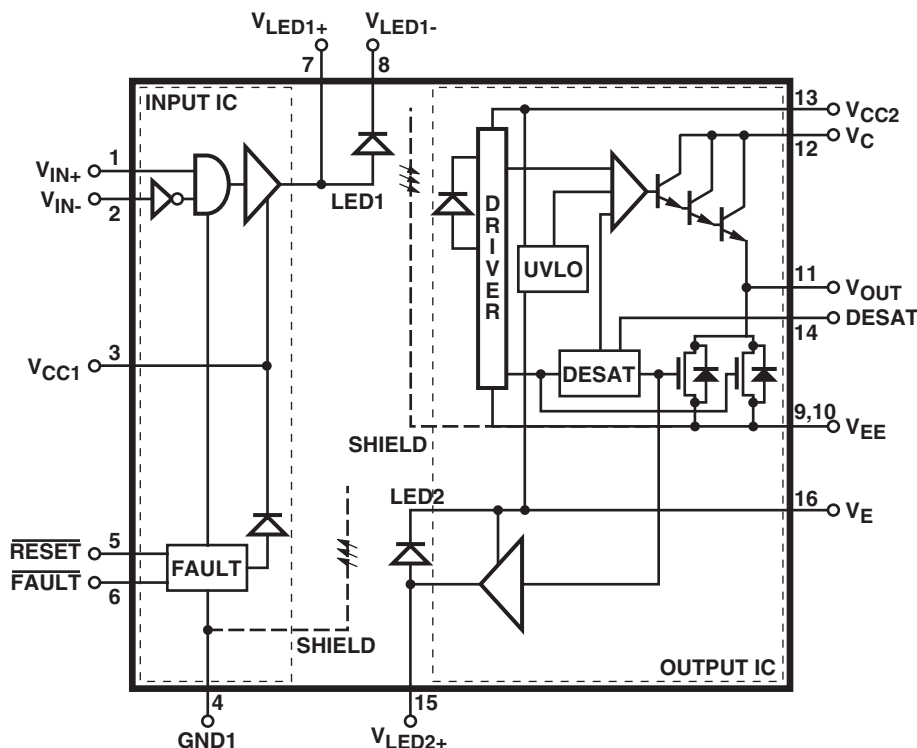 VLED1+
VLED1-
7
8
INPUT IC
13
VCC2
VC
12
1
VIN+
VIN-
2
LED1
DRIVER
UVLO
11
VOUT
DESAT
14
3
VCC1
DESAT
9,10
VEE
SHIELD
LED2
16
VE
RESET
5
FAULT
FAULT
6
SHIELD
OUTPUT IC
4
15
GND1
VLED2+